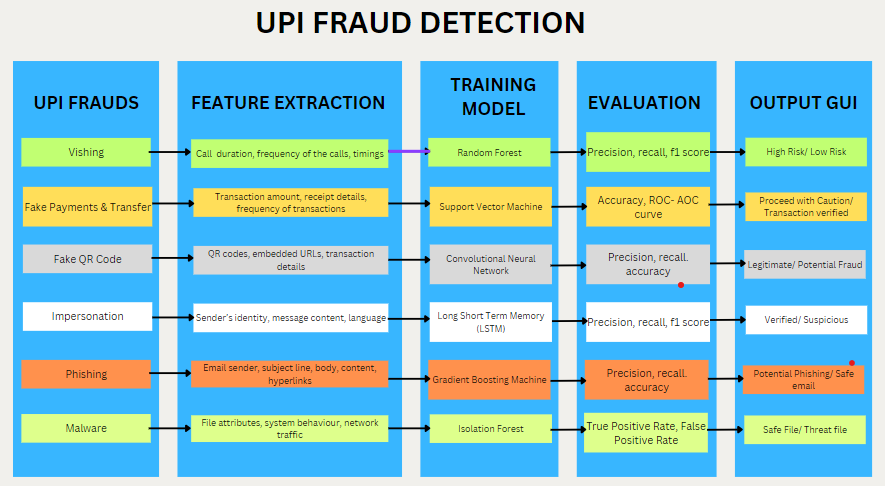 UPI FRAUD DETECTION
UPI FRAUDS
FEATURE EXTRACTION
TRAINING
MODEL
EVALUATION
OUTPUT GUI
Vishing
Call duration, frequency of the calls, timings
Random Forest
Precision, recall, f1 score
High Risk/ Low Risk
Fake Payments & Transfer
Transaction amount, receipt details,
frequency of transactions
Support Vector Machine
Accuracy, ROC- AOC
curve
Proceed with Caution/
Transaction verified
Fake QR Code
QR codes, embedded URLs, transaction
details
Convolutional Neural
Network
Precision, recall.
accuracy
Legitimate/ Potential Fraud
Impersonation
Sender's identity, message content, language
Long Short Term Memory
(LSTM)
Precision, recall, f1 score
Verified/ Suspicious
Phishing
Email sender, subject line, body, content,
hyperlinks
Gradient Boosting Machine
Precision, recall.
accuracy
Potential Phishing/ Safe
email
Malware
File attributes, system behaviour, network
traffic
Isolation Forest
True Positive Rate, False
Positive Rate
Safe File/ Threat file